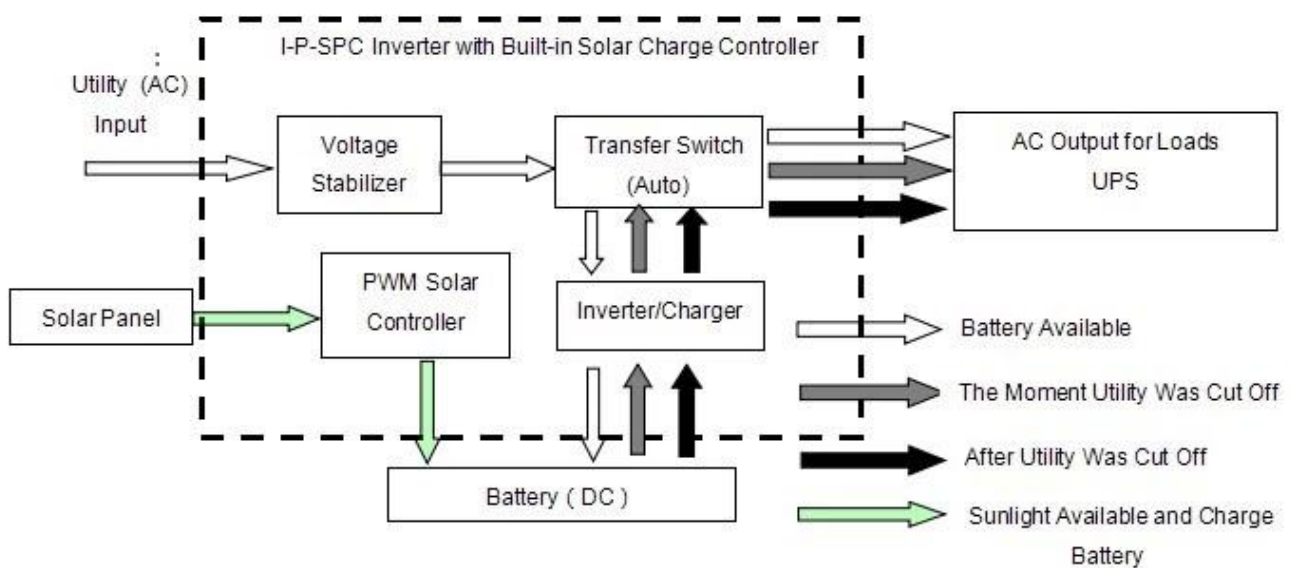 I-P-SPC Inverter with Built-in Solar Charge Controller
:
Utility (AC)
Input
Voltage
Stabilizer
Transfer Switch
(Auto)
AC Output for Loads
UPS
Solar Panel
PWM Solar
Controller
Inverter/Charger
Battery ( DC )
Battery Available
The Moment Utility Was Cut Off
After Utility Was Cut Off
Sunlight Available and Charge
Battery